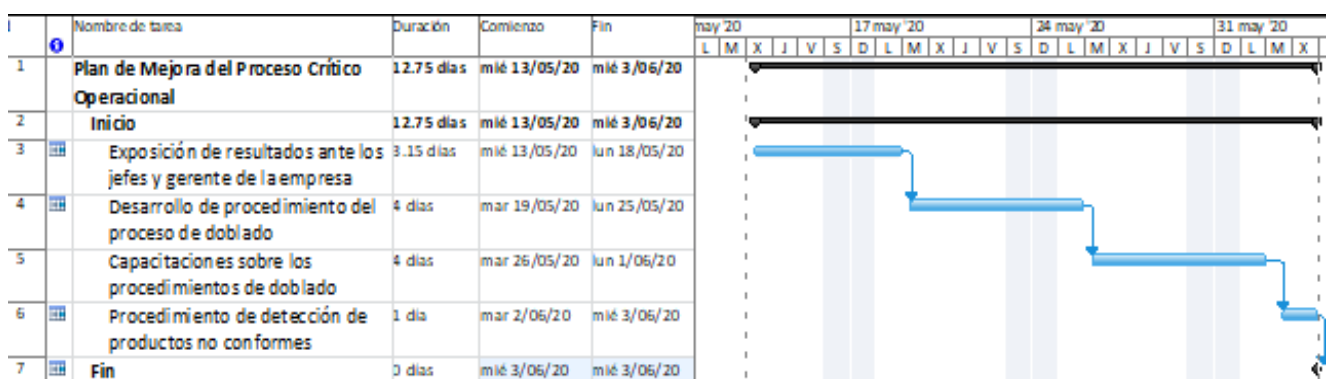 Nombre de tarea Duración Comienzo Fin may '20 17 may '20 24 may '20 31 may '20
L M X J V S D L M X J V S D L M X J V S D L M X
1 Plan de Mejora del Proceso Crítico 12.75 días mié 13/05/20 mié 3/06/20
Operacional
2 Inicio 12.75 días mié 13/05/20 mié 3/06/20
3 Exposición de resultados ante los 3.15 días mié 13/05/20 lun 18/05/20
jefes y gerente de la empresa
4 Desarrollo de procedimiento del 4 días mar 19/05/20 lun 25/05/20
proceso de doblado
5 Capacitaciones sobre los 4 días mar 26/05/20 lun 1/06/20
procedimientos de doblado
6 Procedimiento de detección de 1 día mar 2/06/20 mié 3/06/20
productos no conformes
7 Fin 0 días mié 3/06/20 mié 3/06/20